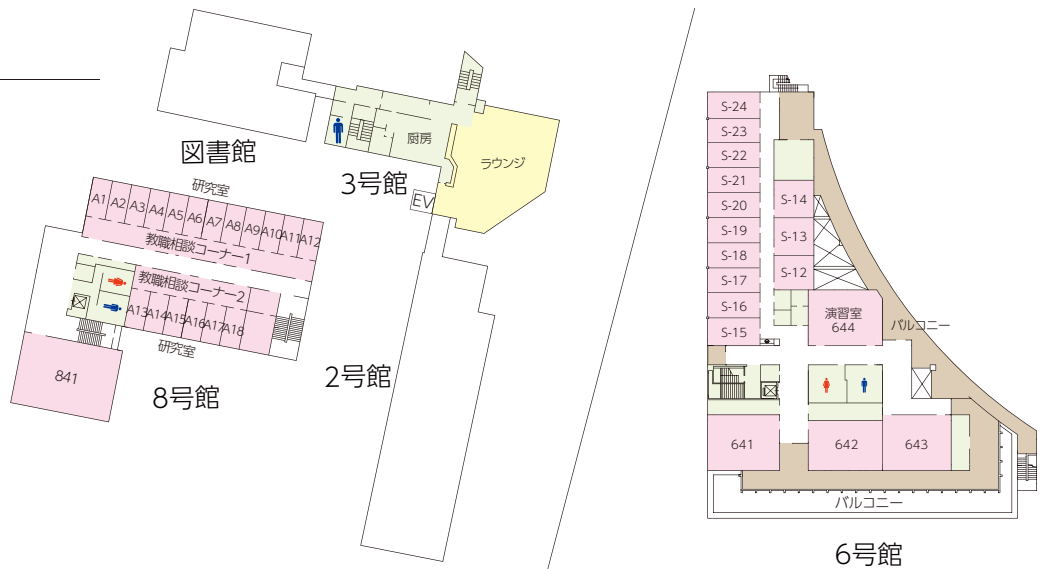 図書館
3号館
厨房
ラウンジ
EV
研究室
A1 A2 A3 A4 A5 A6 A7 A8 A9 A10 A11 A12
教職相談コーナー1
教職相談コーナー2
A13 A14 A15 A16 A17 A18
研究室
841
8号館
2号館
S-24
S-23
S-22
S-21
S-20
S-19
S-18
S-17
S-16
S-15
S-14
S-13
S-12
演習室
644
バルコニー
641
642
643
バルコニー
6号館